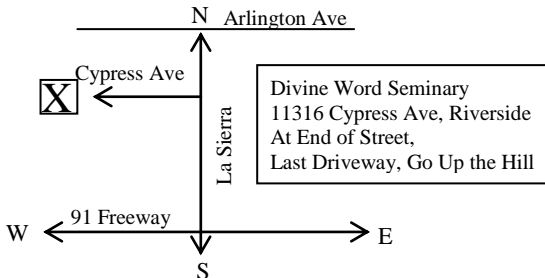 N Arlington Ave
Cypress Ave
X
La Sierra
Divine Word Seminary
11316 Cypress Ave, Riverside
At End of Street,
Last Driveway, Go Up the Hill
91 Freeway
W
E
S